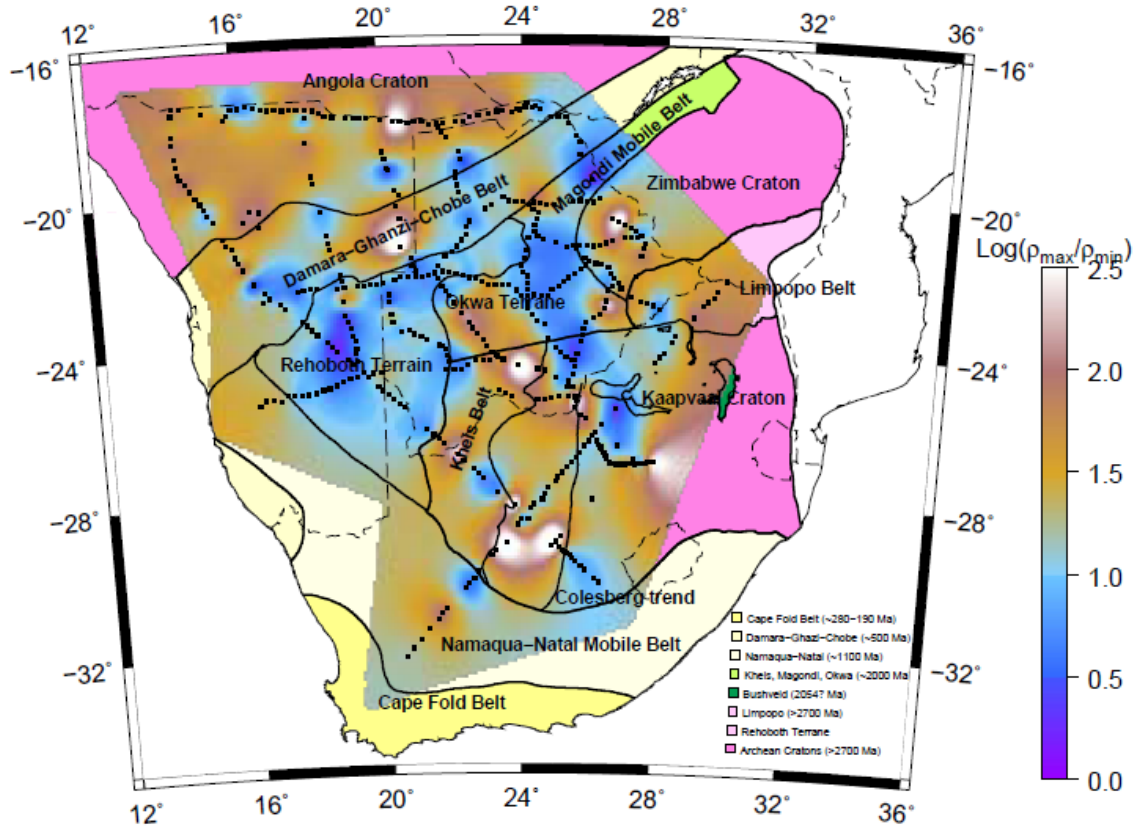 12° 16° 20° 24° 28° 32° 36°
−16° −16°
Angola Craton
Magondi Mobile Belt
Zimbabwe Craton
−20° −20°
Damara−Ghanzi−Chobe Belt
Log(ρmax/ρmin)
2.5
Limpopo Belt
Okwa Terrane
−24° −24°
Rehoboth Terrain
2.0
Kaapvaal Craton
Kheis Belt
1.5
−28° −28°
1.0
Colesberg trend
Cape Fold Belt (~280−190 Ma)
Damara−Ghazi−Chobe (~500 Ma)
Namaqua−Natal Mobile Belt
Namaqua−Natal (~1100 Ma)
−32° −32°
Kheis, Magondi, Okwa (~2000 Ma
0.5
Bushveld (2054? Ma)
Cape Fold Belt
Limpopo (>2700 Ma)
Rehoboth Terrane
Archean Cratons (>2700 Ma)
0.0
12° 16° 20° 24° 28° 32° 36°